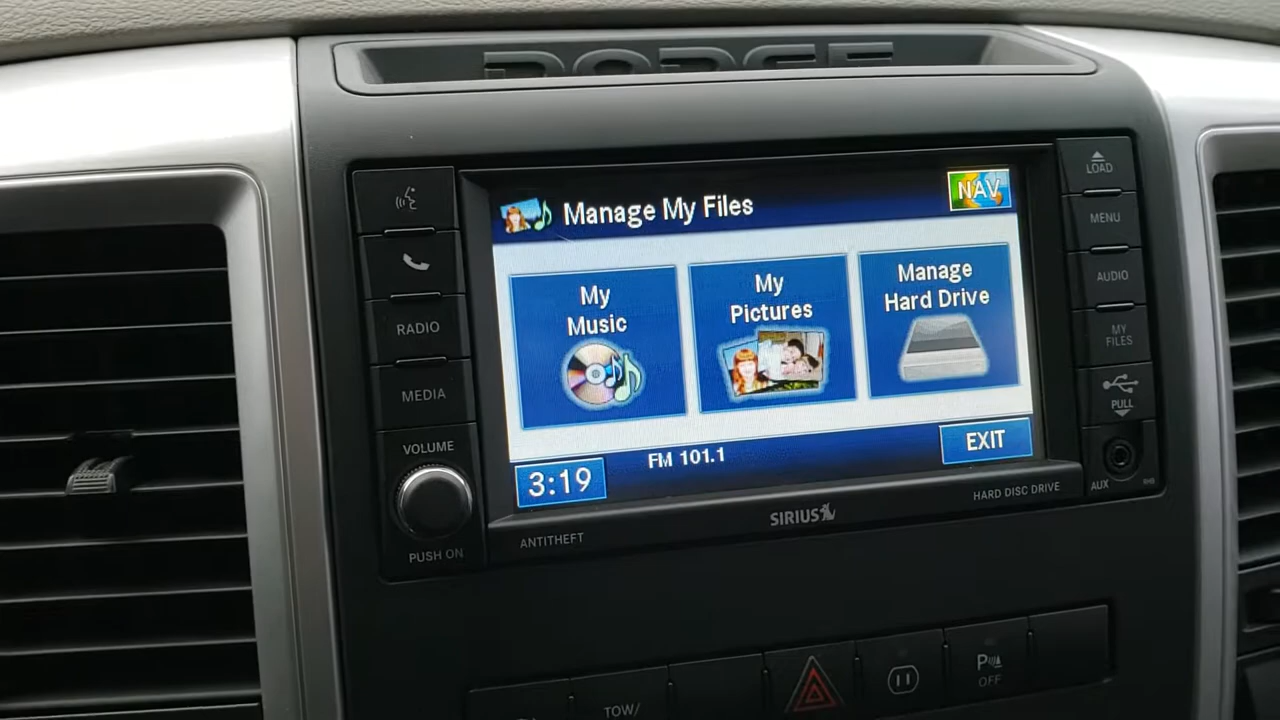 DODGE
LOAD
NAV
Manage My Files
MENU
My
Music
My
Pictures
Manage
Hard Drive
AUDIO
RADIO
MY
FILES
MEDIA
PULL
VOLUME
3:19
FM 101.1
EXIT
AUX
RHB
SIRIUS
HARD DISC DRIVE
ANTITHEFT
PUSH ON
TOW/
P
OFF